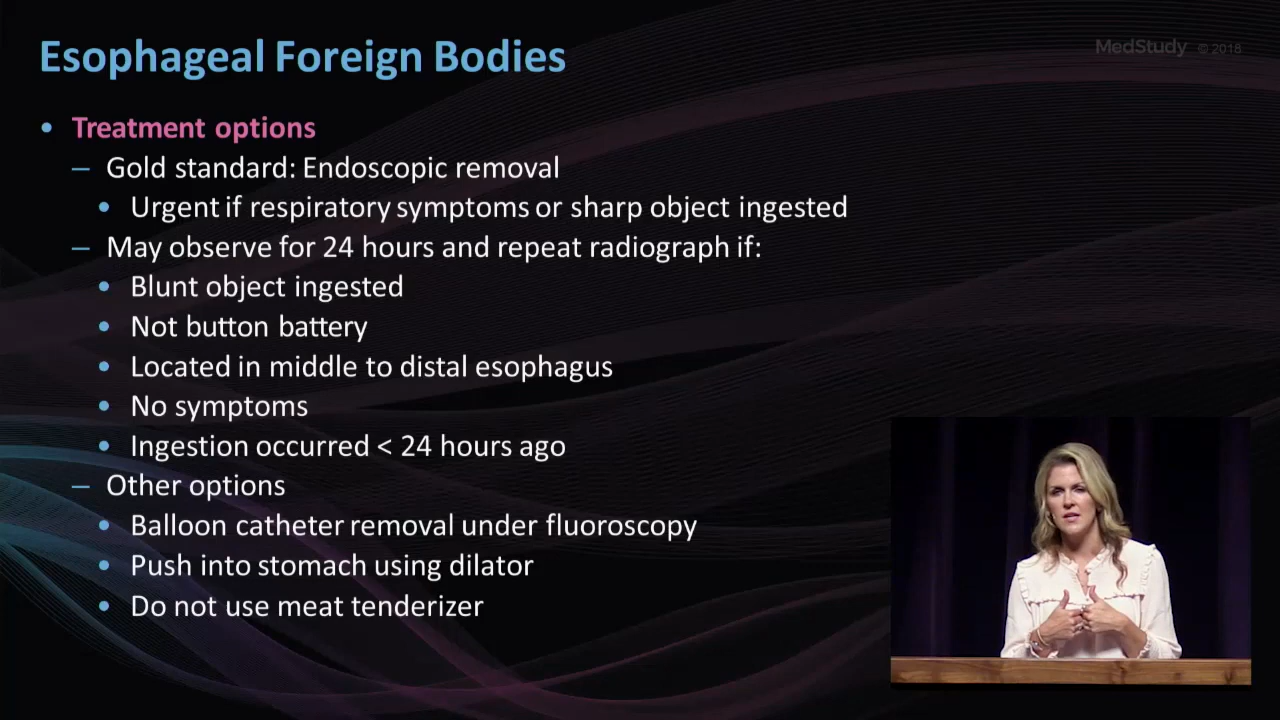 Esophageal Foreign Bodies
MedStudy © 2018
• Treatment options
– Gold standard: Endoscopic removal
• Urgent if respiratory symptoms or sharp object ingested
– May observe for 24 hours and repeat radiograph if:
• Blunt object ingested
• Not button battery
• Located in middle to distal esophagus
• No symptoms
• Ingestion occurred < 24 hours ago
– Other options
• Balloon catheter removal under fluoroscopy
• Push into stomach using dilator
• Do not use meat tenderizer